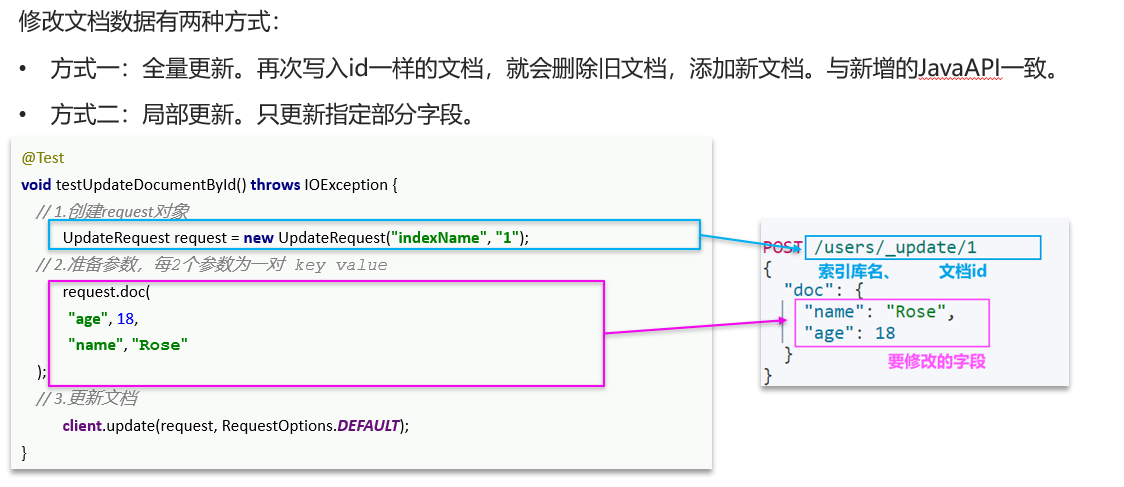 修改文档数据有两种方式：
• 方式一：全量更新。再次写入id一样的文档，就会删除旧文档，添加新文档。与新增的JavaAPI一致。
• 方式二：局部更新。只更新指定部分字段。
@Test
void testUpdateDocumentById() throws IOException {
// 1.创建request对象
UpdateRequest request = new UpdateRequest("indexName", "1");
// 2.准备参数，每2个参数为一对 key value
request.doc(
"age", 18,
"name", "Rose"
);
// 3.更新文档
client.update(request, RequestOptions.DEFAULT);
}
POST /users/_update/1
{ 索引库名、 文档id
"doc": {
"name": "Rose",
"age": 18
} 要修改的字段
}